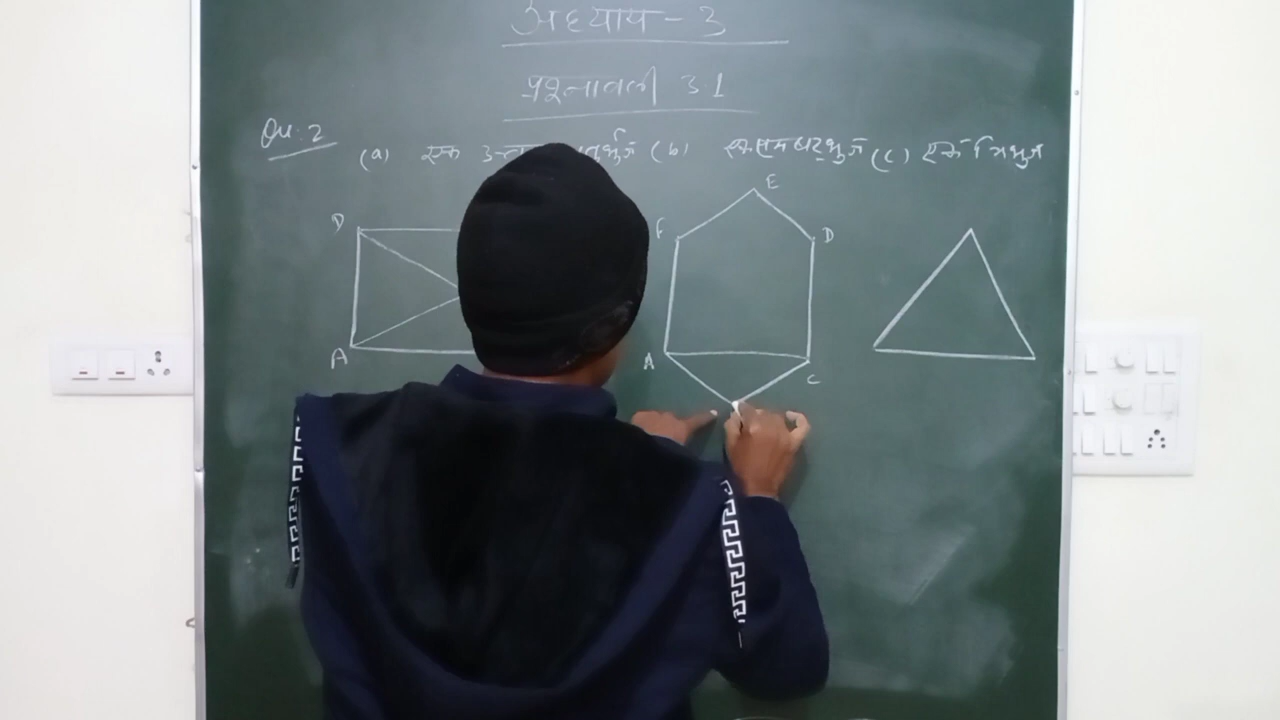 अध्याय - 3
प्रश्नावली 3.1
Qu. 2
(a) एक (b) एक समषट्भुज (c) एक त्रिभुज
E
D F D
A A C